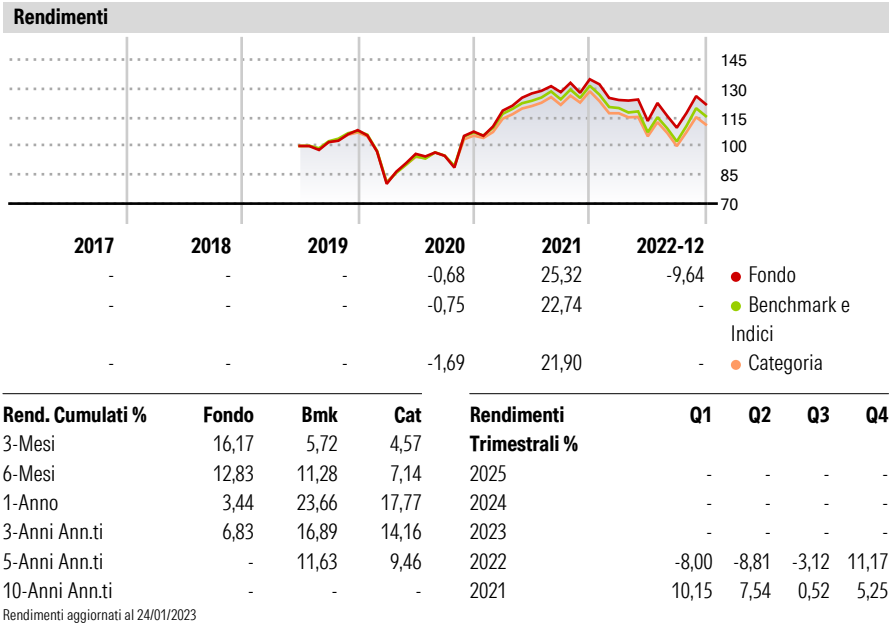 Rendimenti
145
130
115
100
85
70
2017 2018 2019 2020 2021 2022-12
- - - -0,68 25,32 -9,64 Fondo
- - - -0,75 22,74 - Benchmark e
Indici
- - - -1,69 21,90 - Categoria
Rend. Cumulati % Fondo Bmk Cat
3-Mesi 16,17 5,72 4,57
6-Mesi 12,83 11,28 7,14
1-Anno 3,44 23,66 17,77
3-Anni Ann.ti 6,83 16,89 14,16
5-Anni Ann.ti - 11,63 9,46
10-Anni Ann.ti - - -
Rendimenti Q1 Q2 Q3 Q4
Trimestrali %
2025 - - - -
2024 - - - -
2023 - - - -
2022 -8,00 -8,81 -3,12 11,17
2021 10,15 7,54 0,52 5,25
Rendimenti aggiornati al 24/01/2023